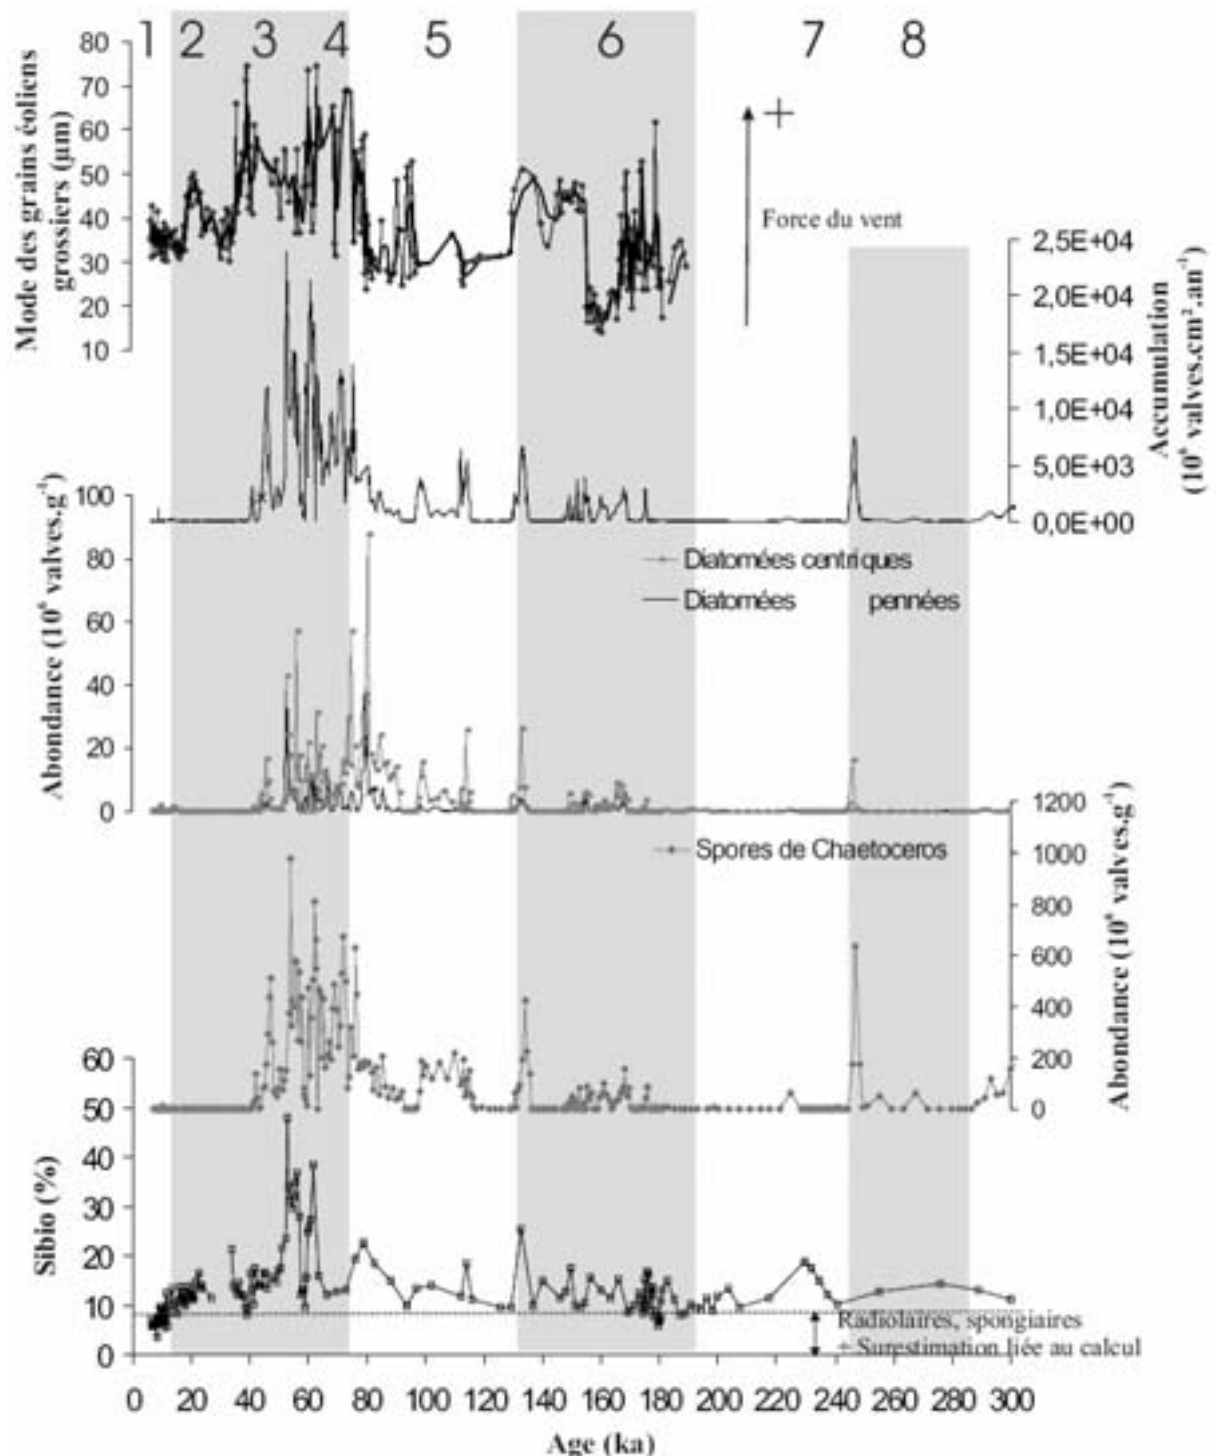 1 2 3 4 5 6 7 8
80
70
60
50
40
30
20
10
Mode des grains éoliens
grossiers (µm)
+
Force du vent
2,5E+04
2,0E+04
1,5E+04
1,0E+04
5,0E+03
0,0E+00
Accumulation
(10⁶ valves.cm².an⁻¹)
100
80
60
40
20
0
Abondance (10⁶ valves.g⁻¹)
Diatomées centriques
Diatomées pennées
1200
1000
800
600
400
200
0
Abondance (10⁶ valves.g⁻¹)
Spores de Chaetoceros
60
50
40
30
20
10
0
Sibio (%)
Radiolaires, spongiaires
+ Surestimation liée au calcul
0 20 40 60 80 100 120 140 160 180 200 220 240 260 280 300
Age (ka)